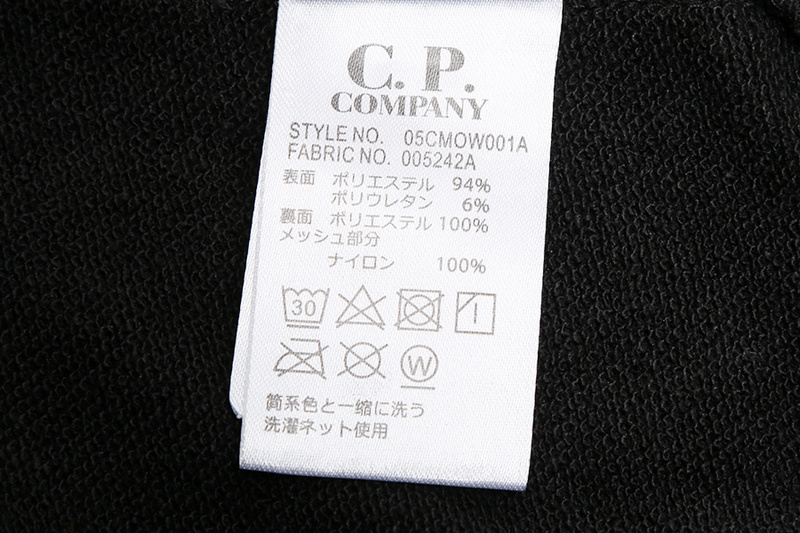 C. P.
COMPANY
STYLE NO. 05CMOW001A
FABRIC NO. 005242A
表面 ポリエステル 94%
ポリウレタン 6%
裏面 ポリエステル 100%
メッシュ部分
ナイロン 100%
30
W
筒系色と一缩に洗う
洗濯ネット使用